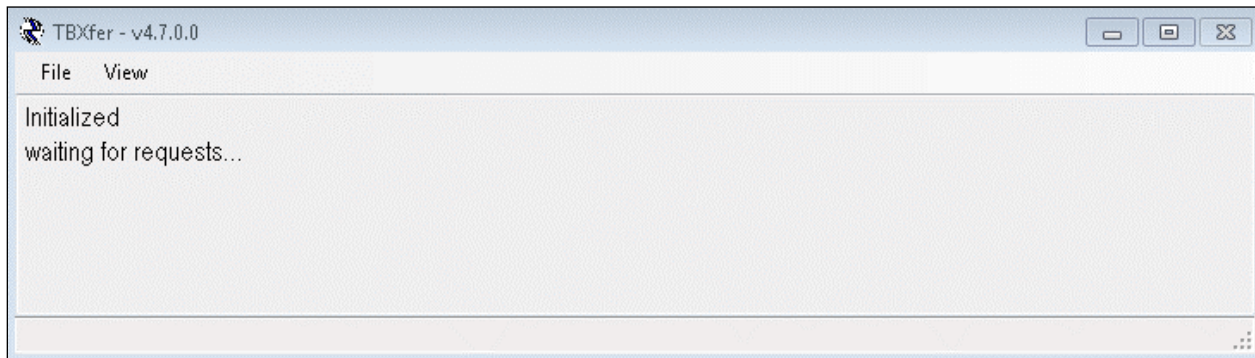 TBXfer - v4.7.0.0
File View
Initialized
waiting for requests...